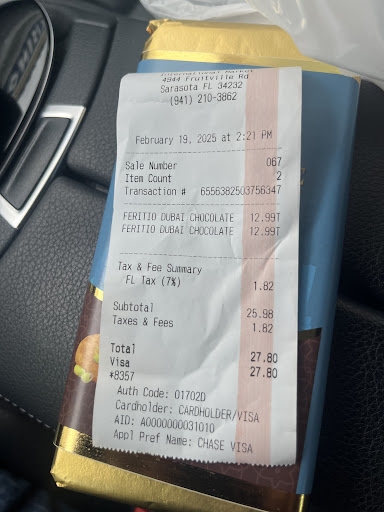 International Market
4944 Fruitville Rd
Sarasota FL 34232
(941) 210-3862
February 19, 2025 at 2:21 PM
Sale Number 067
Item Count 2
Transaction # 6556382503756347
FERITIO DUBAI CHOCOLATE 12.99T
FERITIO DUBAI CHOCOLATE 12.99T
Tax & Fee Summary
FL Tax (7%) 1.82
Subtotal 25.98
Taxes & Fees 1.82
Total 27.80
Visa 27.80
*8357
Auth Code: 01702D
Cardholder: CARDHOLDER/VISA
AID: A0000000031010
Appl Pref Name: CHASE VISA